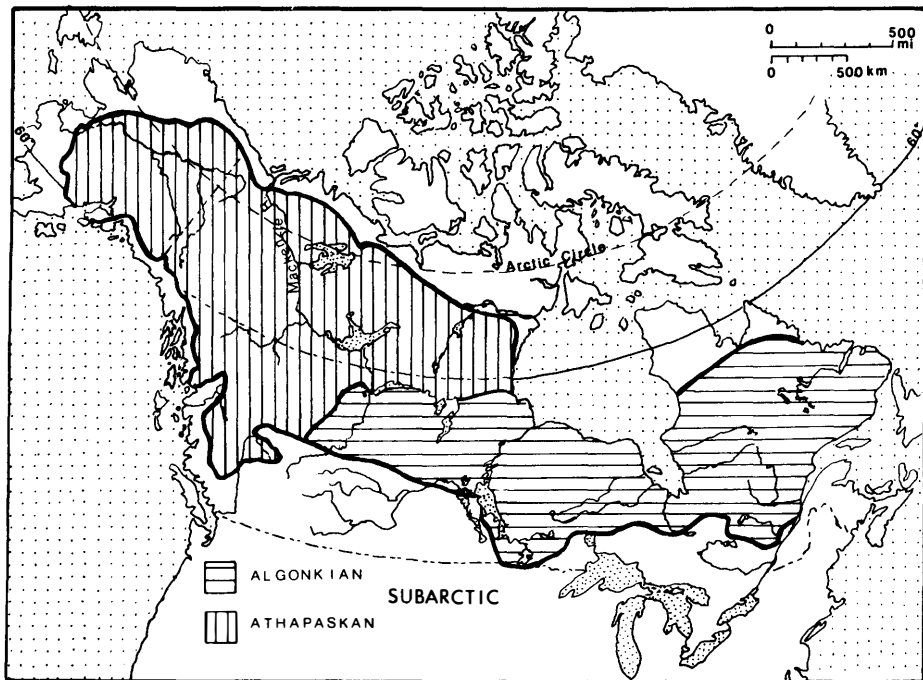 0 500
mi
0 500 km
60°
60°
Mackenzie
Arctic Circle
ALGONKIAN
SUBARCTIC
ATHAPASKAN